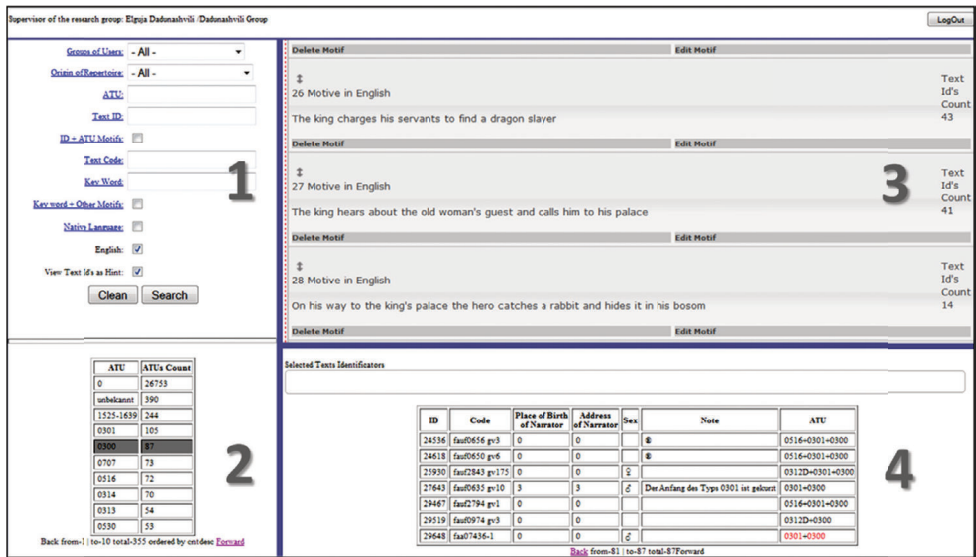 Supervisor of the resarch group: Elguja Dadunashvili /Dadunashvili Group
LogOut
Groups of Users: - All -
Origin of Repertoire: - All -
ATU:
Text ID:
ID + ATU Motifs:
Text Code:
Key Word:
Key word + Other Motifs:
Native Language:
English:
View Text Id's as Hint:
Clean Search
1
Delete Motif Edit Motif
26 Motive in English
Text Id's Count
43
The king charges his servants to find a dragon slayer
Delete Motif Edit Motif
27 Motive in English
Text Id's Count
41
The king hears about the old woman's guest and calls him to his palace
Delete Motif Edit Motif
28 Motive in English
Text Id's Count
14
On his way to the king's palace the hero catches a rabbit and hides it in his bosom
Delete Motif Edit Motif
3
ATU ATUs Count
0 26753
unbekannt 390
1525-1639 244
0301 105
0300 87
0707 73
0516 72
0314 70
0313 54
0530 53
Back from-1 | to-10 total-355 ordered by cntdesc Forward
2
Selected Texts Identificators
ID Code Place of Birth of Narrator Address of Narrator Sex Note ATU
24536 fauf0656 gv3 0 0 ® 0516+0301+0300
24618 fauf0650 gv6 0 0 ® 0516+0301+0300
25930 fauf2843 gv175 0 0 ♀ 0312D+0301+0300
27643 fauf0635 gv10 3 3 ♂ Der Anfang des Typs 0301 ist gekurzt 0301+0300
29467 fauf2794 gv1 0 0 0516+0301+0300
29519 fauf0974 gv3 0 0 0312D+0300
29648 faa07436-1 0 0 ♂ 0301+0300
Back from-81 | to-87 total-87Forward
4